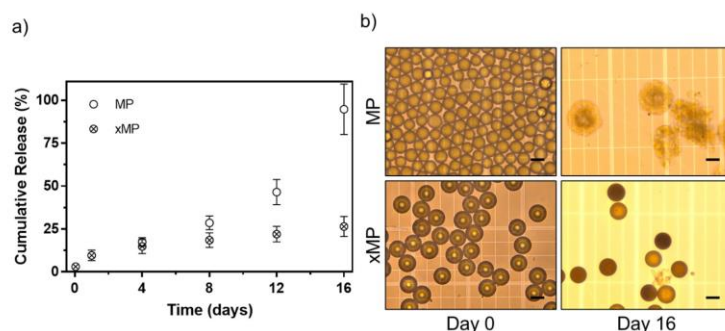 a)
b)
Cumulative Release (%)
100
75
50
25
0
MP
xMP
0
4
8
12
16
Time (days)
MP
xMP
Day 0
Day 16